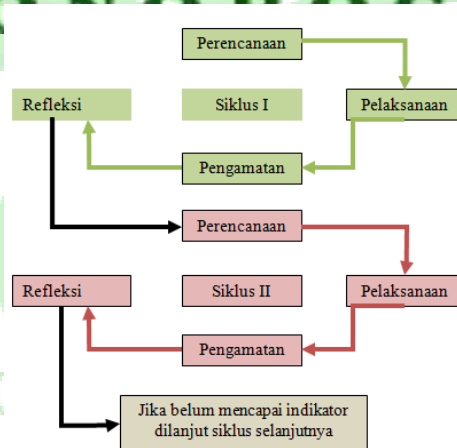 Perencanaan
Refleksi
Siklus I
Pelaksanaan
Pengamatan
Perencanaan
Refleksi
Siklus II
Pelaksanaan
Pengamatan
Jika belum mencapai indikator
dilanjut siklus selanjutnya